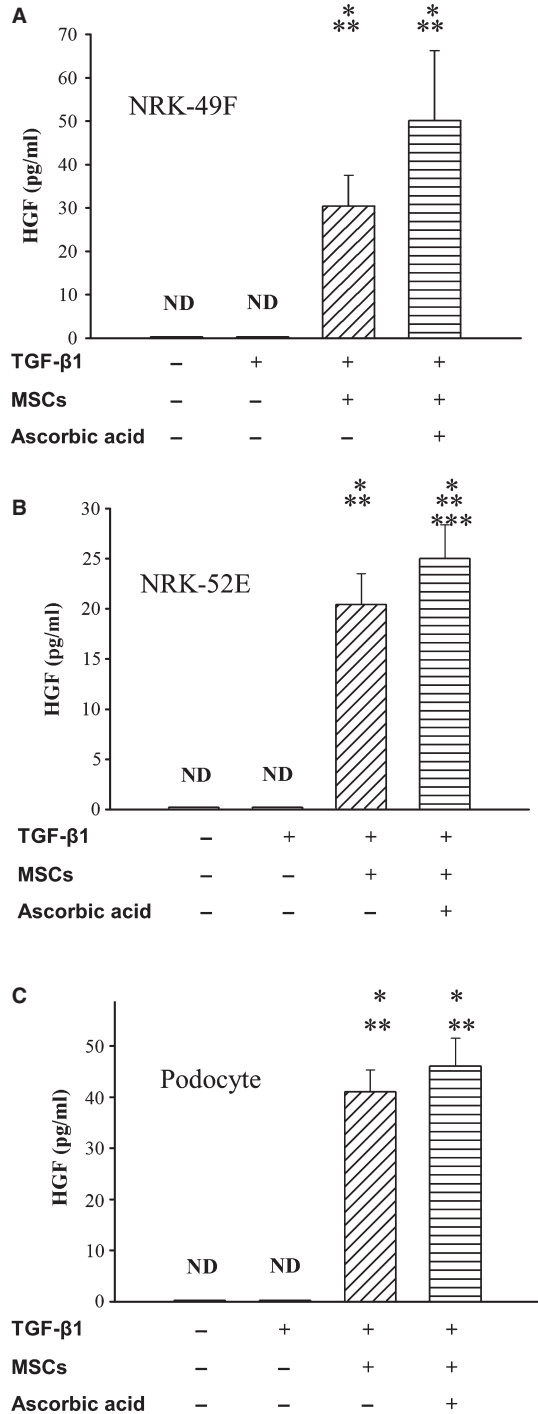 A
* *
** **
70
60
NRK-49F
50
40
30
20
10
0
HGF (pg/ml)
ND ND
TGF-β1 – + + +
MSCs – – + +
Ascorbic acid – – – +
B
* *
** **
***
30
25
NRK-52E
20
15
10
5
0
HGF (pg/ml)
ND ND
TGF-β1 – + + +
MSCs – – + +
Ascorbic acid – – – +
C
* *
** **
50
Podocyte
40
30
20
10
0
HGF (pg/ml)
ND ND
TGF-β1 – + + +
MSCs – – + +
Ascorbic acid – – – +